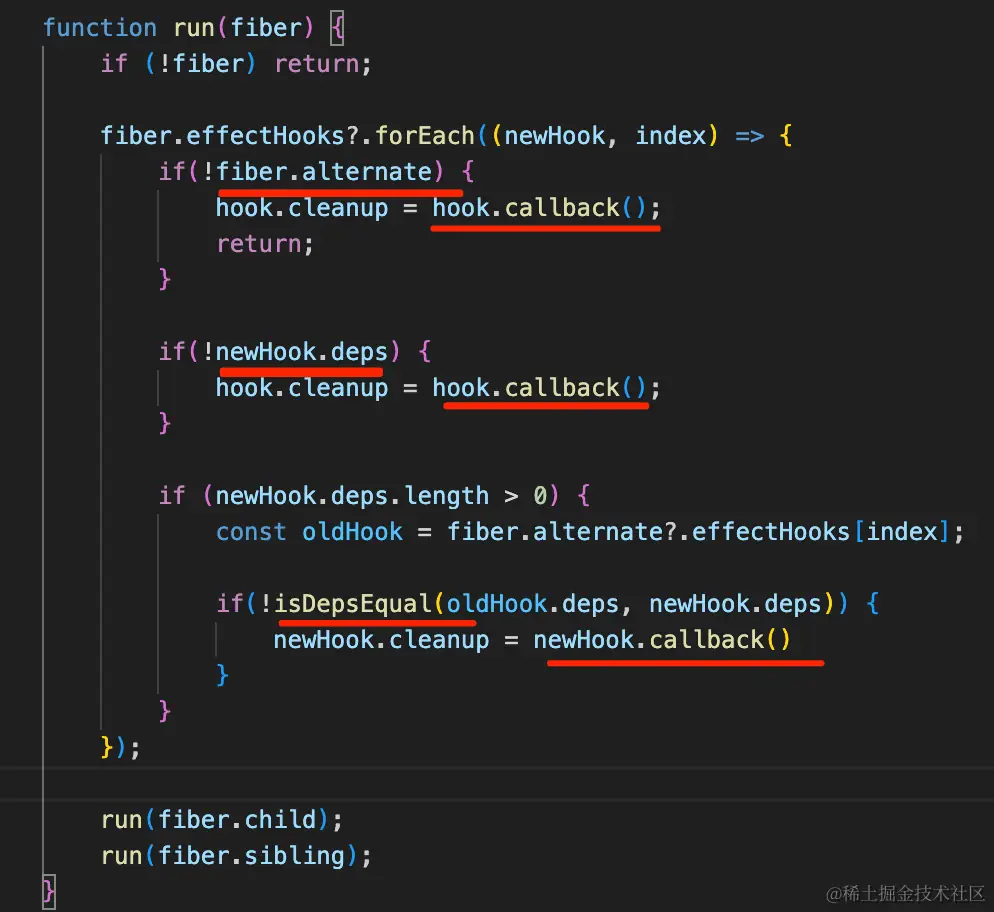 function run(fiber) {
if (!fiber) return;
fiber.effectHooks?.forEach((newHook, index) => {
if(!fiber.alternate) {
hook.cleanup = hook.callback();
return;
}
if(!newHook.deps) {
hook.cleanup = hook.callback();
}
if (newHook.deps.length > 0) {
const oldHook = fiber.alternate?.effectHooks[index];
if(!isDepsEqual(oldHook.deps, newHook.deps)) {
newHook.cleanup = newHook.callback()
}
}
});
run(fiber.child);
run(fiber.sibling);
}
@稀土掘金技术社区